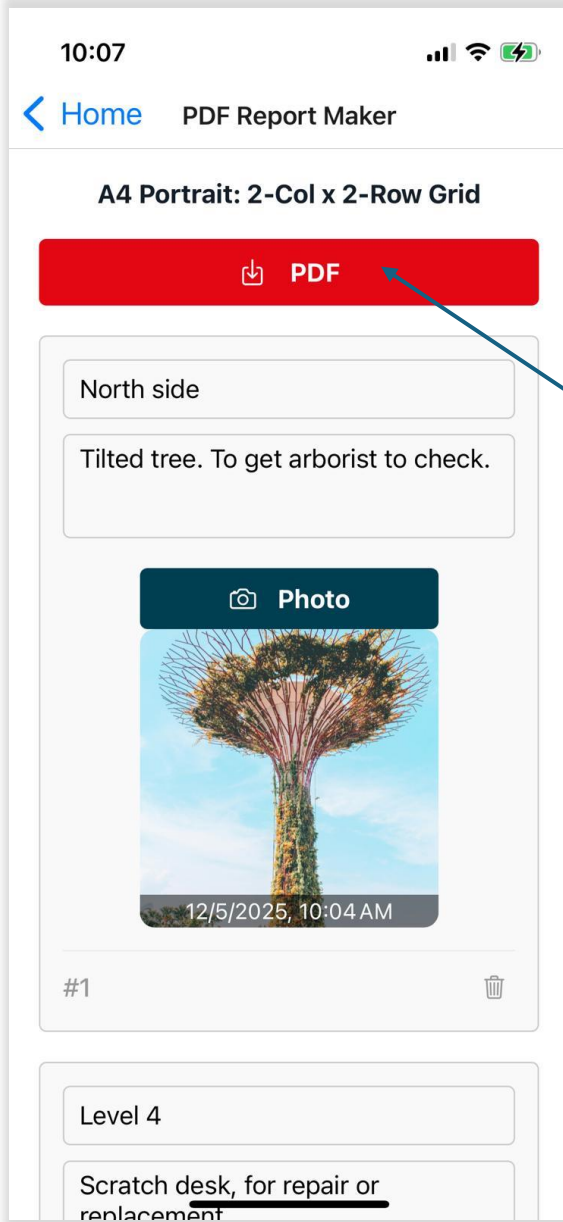 10:07
Home PDF Report Maker
A4 Portrait: 2-Col x 2-Row Grid
PDF
North side
Tilted tree. To get arborist to check.
Photo
12/5/2025, 10:04 AM
#1
Level 4
Scratch desk, for repair or
replacement